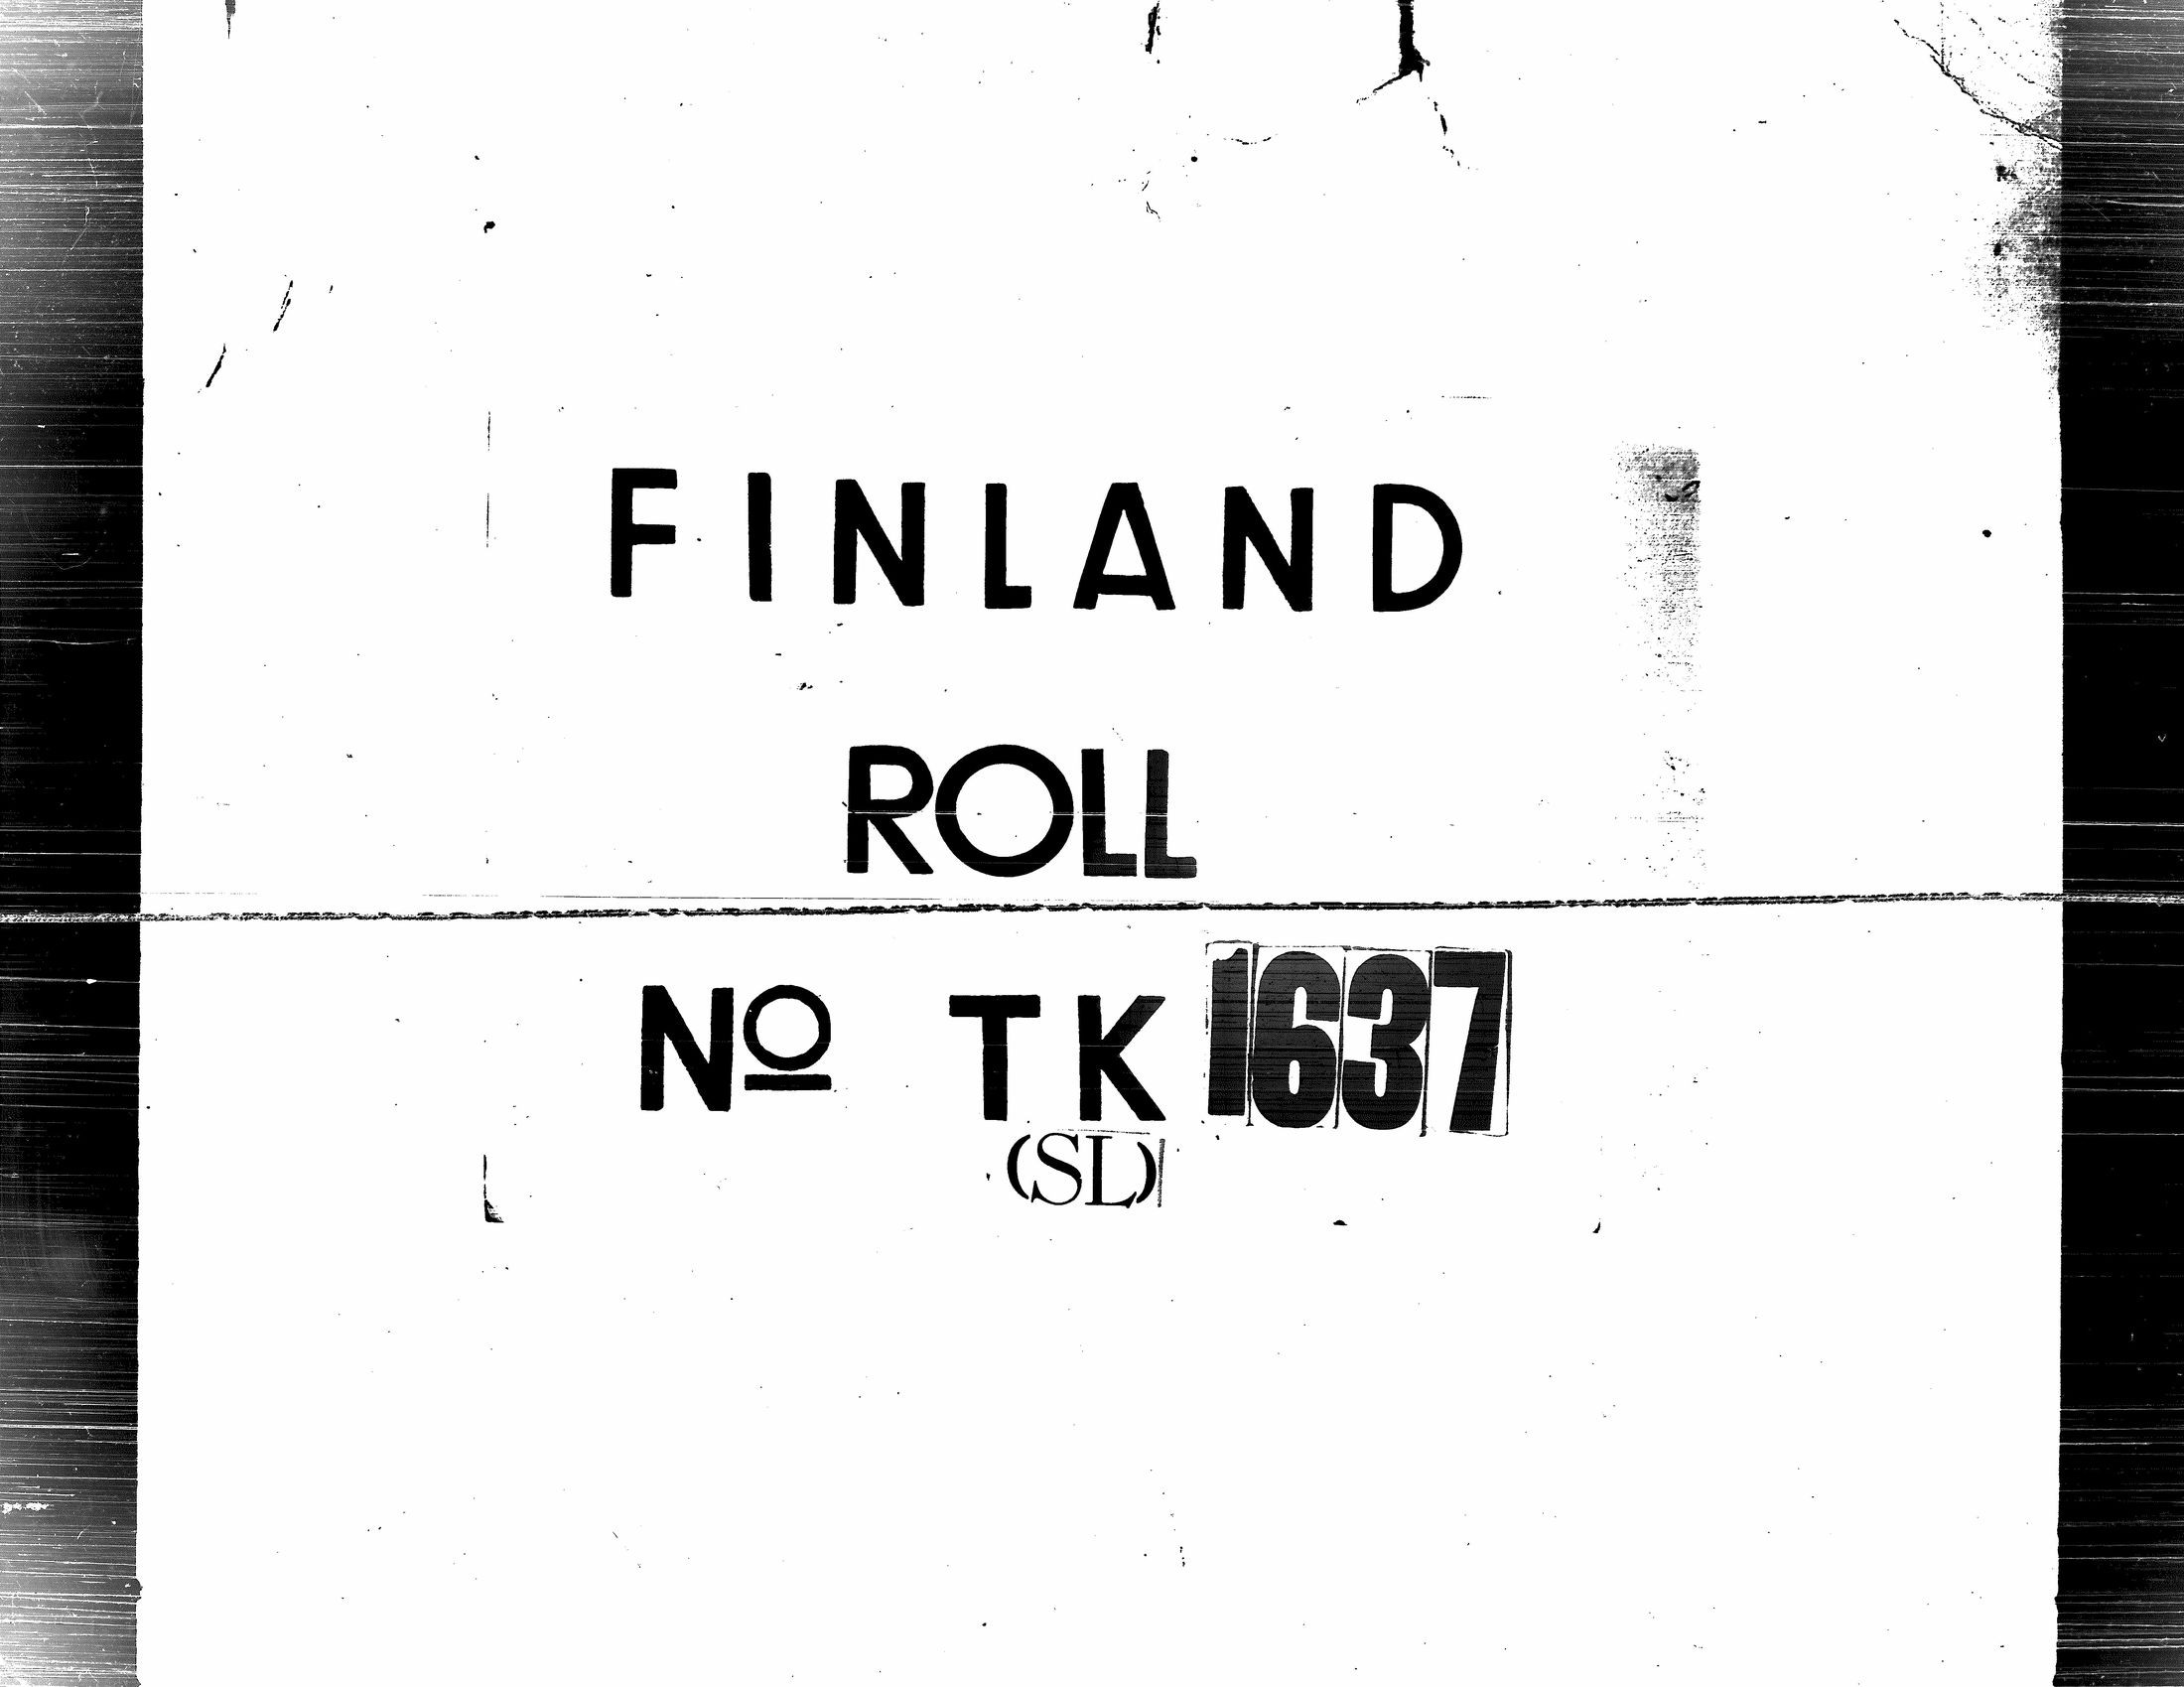 FINLAND
ROLL
Nº TK 1637
(SL)